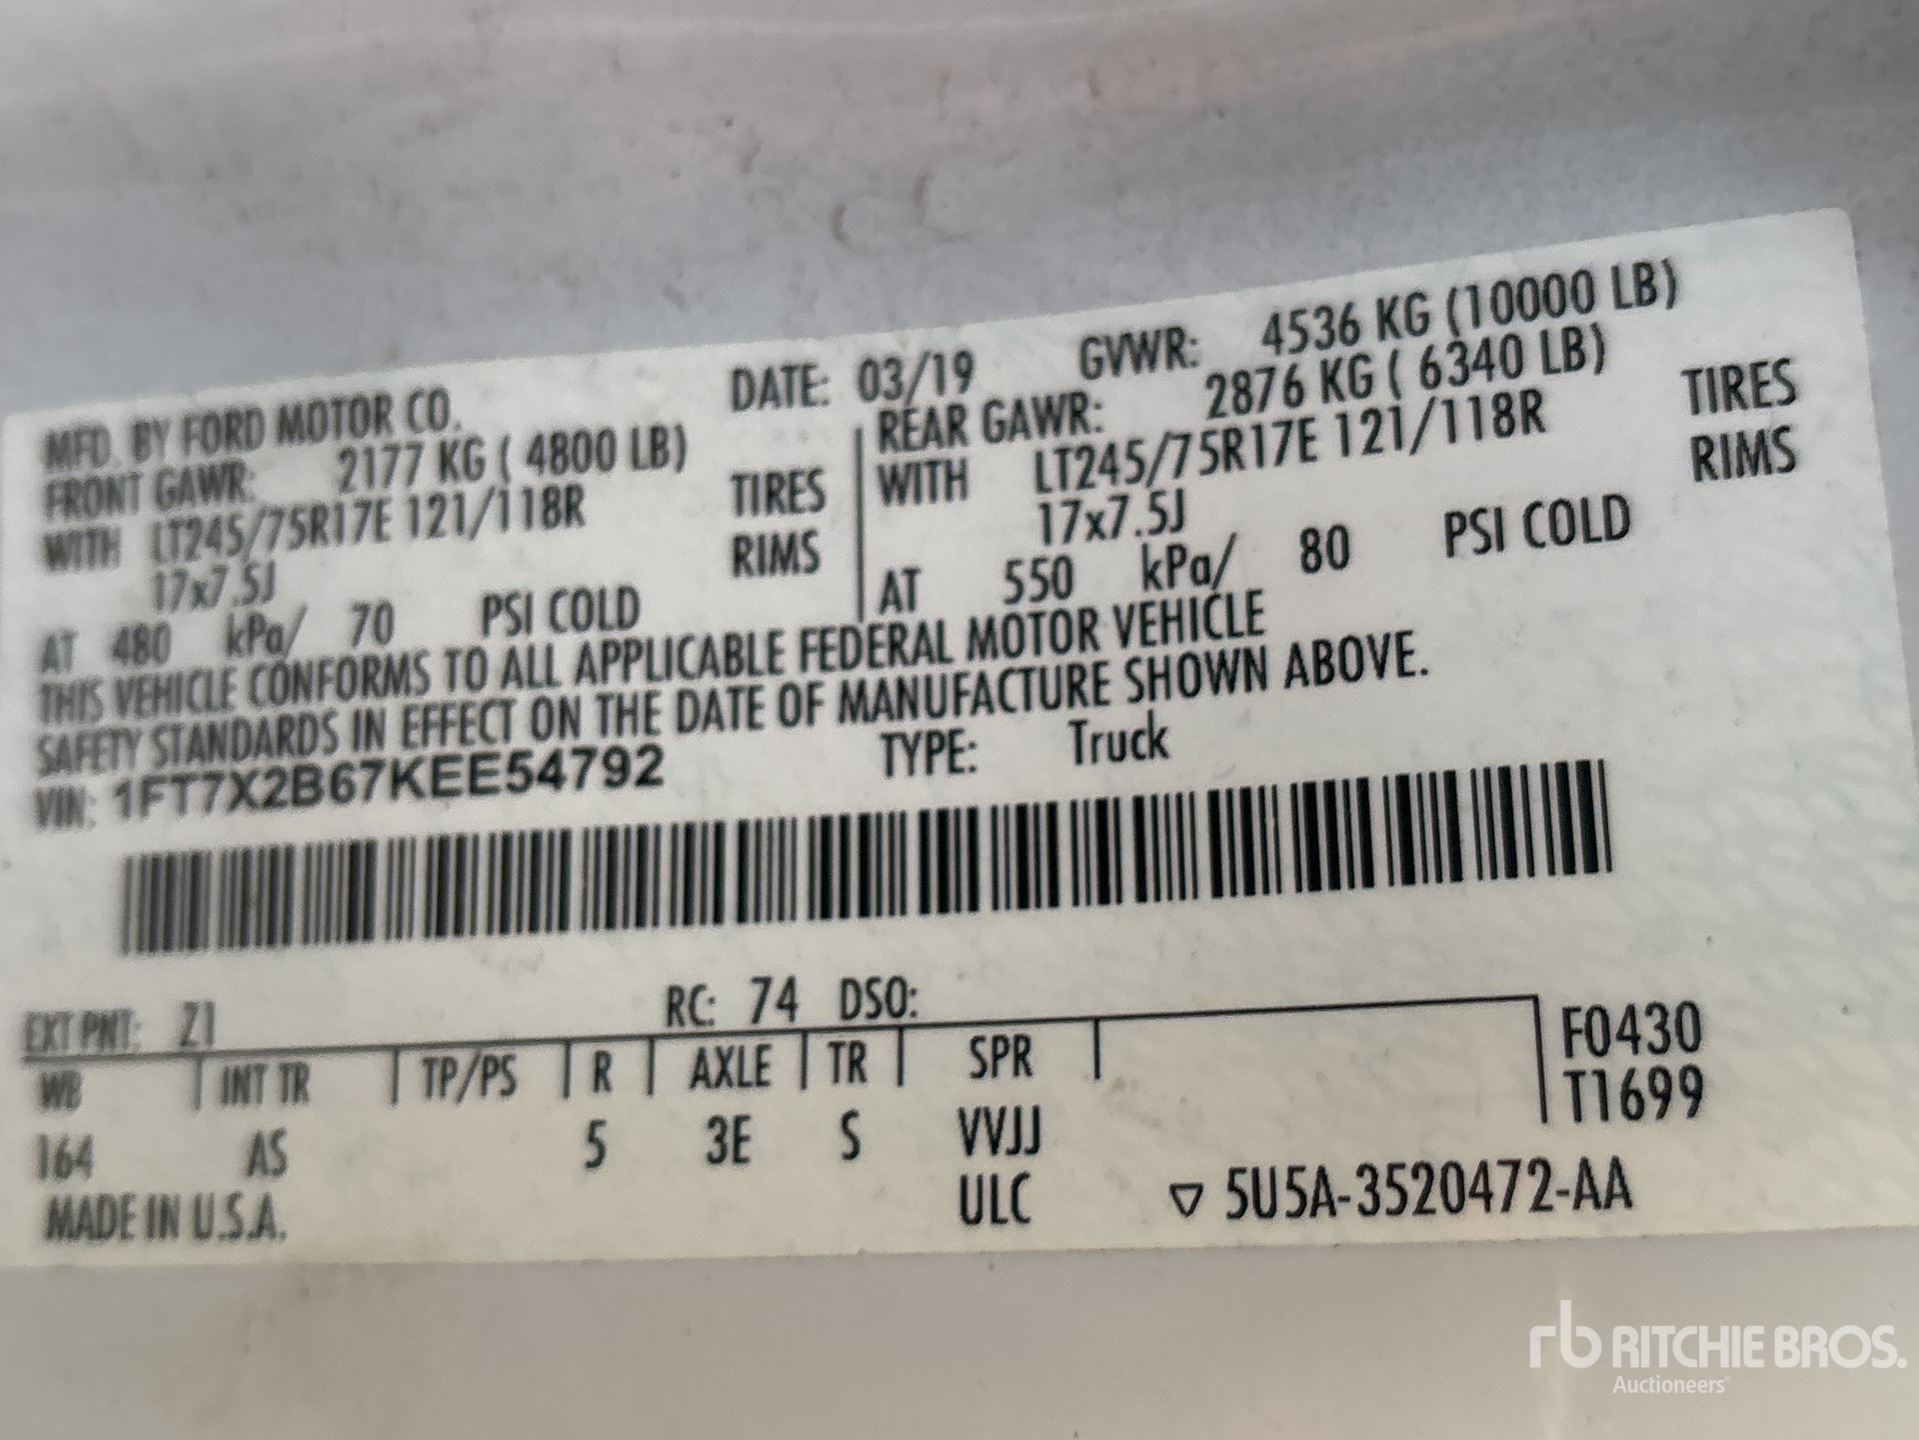 MFD. BY FORD MOTOR CO. DATE: 03/19 GVWR: 4536 KG (10000 LB)
FRONT GAWR: 2177 KG ( 4800 LB) REAR GAWR: 2876 KG ( 6340 LB)
WITH LT245/75R17E 121/118R TIRES WITH LT245/75R17E 121/118R TIRES
17x7.5J RIMS 17x7.5J RIMS
AT 480 kPa/ 70 PSI COLD AT 550 kPa/ 80 PSI COLD
THIS VEHICLE CONFORMS TO ALL APPLICABLE FEDERAL MOTOR VEHICLE
SAFETY STANDARDS IN EFFECT ON THE DATE OF MANUFACTURE SHOWN ABOVE.
VIN: 1FT7X2B67KEE54792 TYPE: Truck
EXT PNT: Z1 RC: 74 DSO:
WB INT TR TP/PS R AXLE TR SPR F0430
T1699
164 AS 5 3E S VVJJ
MADE IN U.S.A. ULC ▽ 5U5A-3520472-AA
rb RITCHIE BROS.
Auctioneers